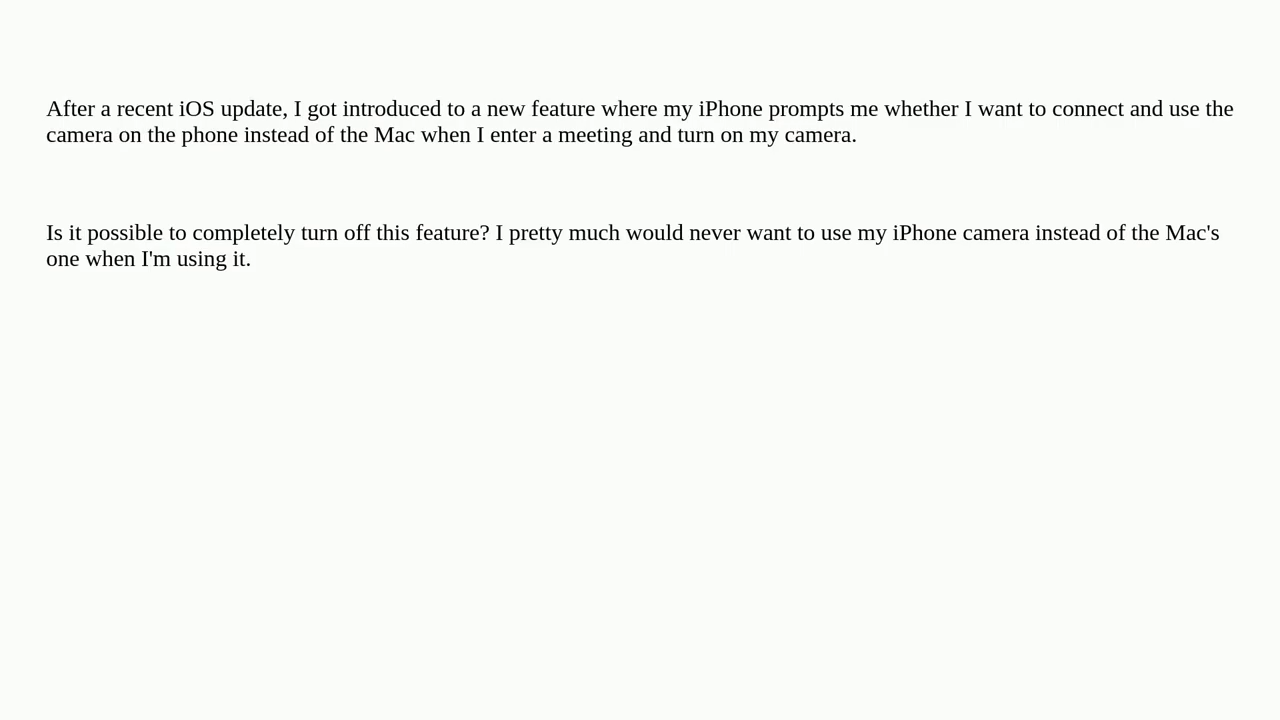 After a recent iOS update, I got introduced to a new feature where my iPhone prompts me whether I want to connect and use the
camera on the phone instead of the Mac when I enter a meeting and turn on my camera.
Is it possible to completely turn off this feature? I pretty much would never want to use my iPhone camera instead of the Mac's
one when I'm using it.